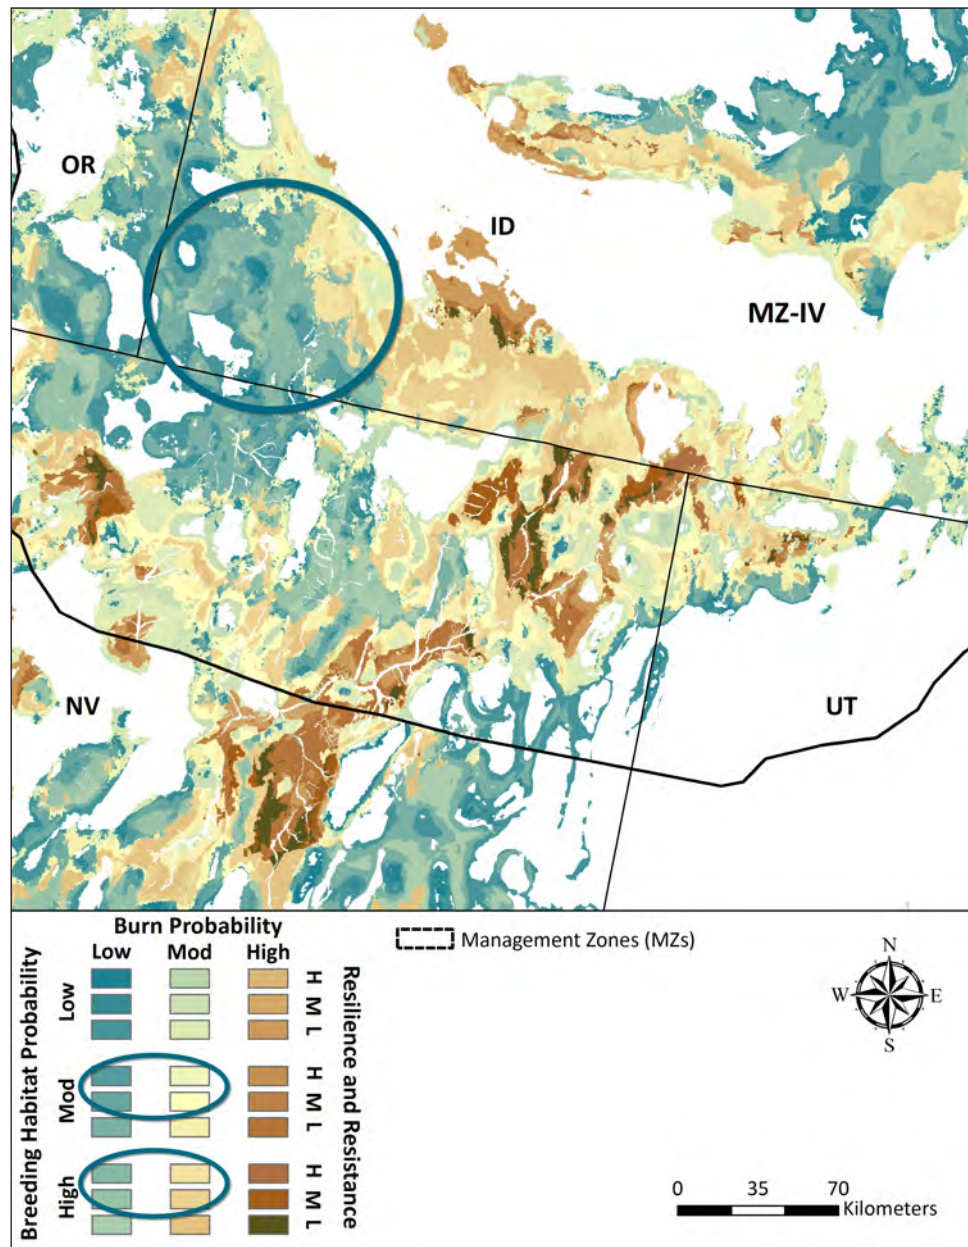 OR
ID
MZ-IV
NV
UT
Burn Probability
Low Mod High
Management Zones (MZs)
Breeding Habitat Probability
Low
Mod
High
H
M
L
H
M
L
H
M
L
Resilience and Resistance
N
W E
S
0 35 70
Kilometers